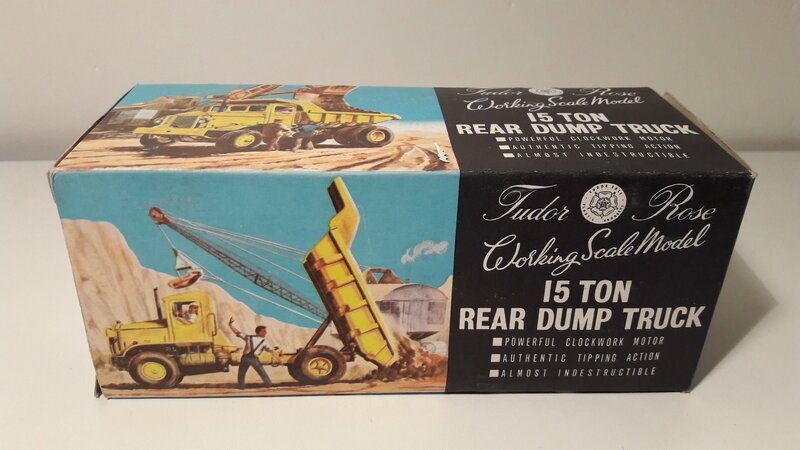 Tudor Rose
Working Scale Model
15 TON
REAR DUMP TRUCK
POWERFUL CLOCKWORK MOTOR
AUTHENTIC TIPPING ACTION
ALMOST INDESTRUCTIBLE
Tudor Rose
Working Scale Model
15 TON
REAR DUMP TRUCK
POWERFUL CLOCKWORK MOTOR
AUTHENTIC TIPPING ACTION
ALMOST INDESTRUCTIBLE